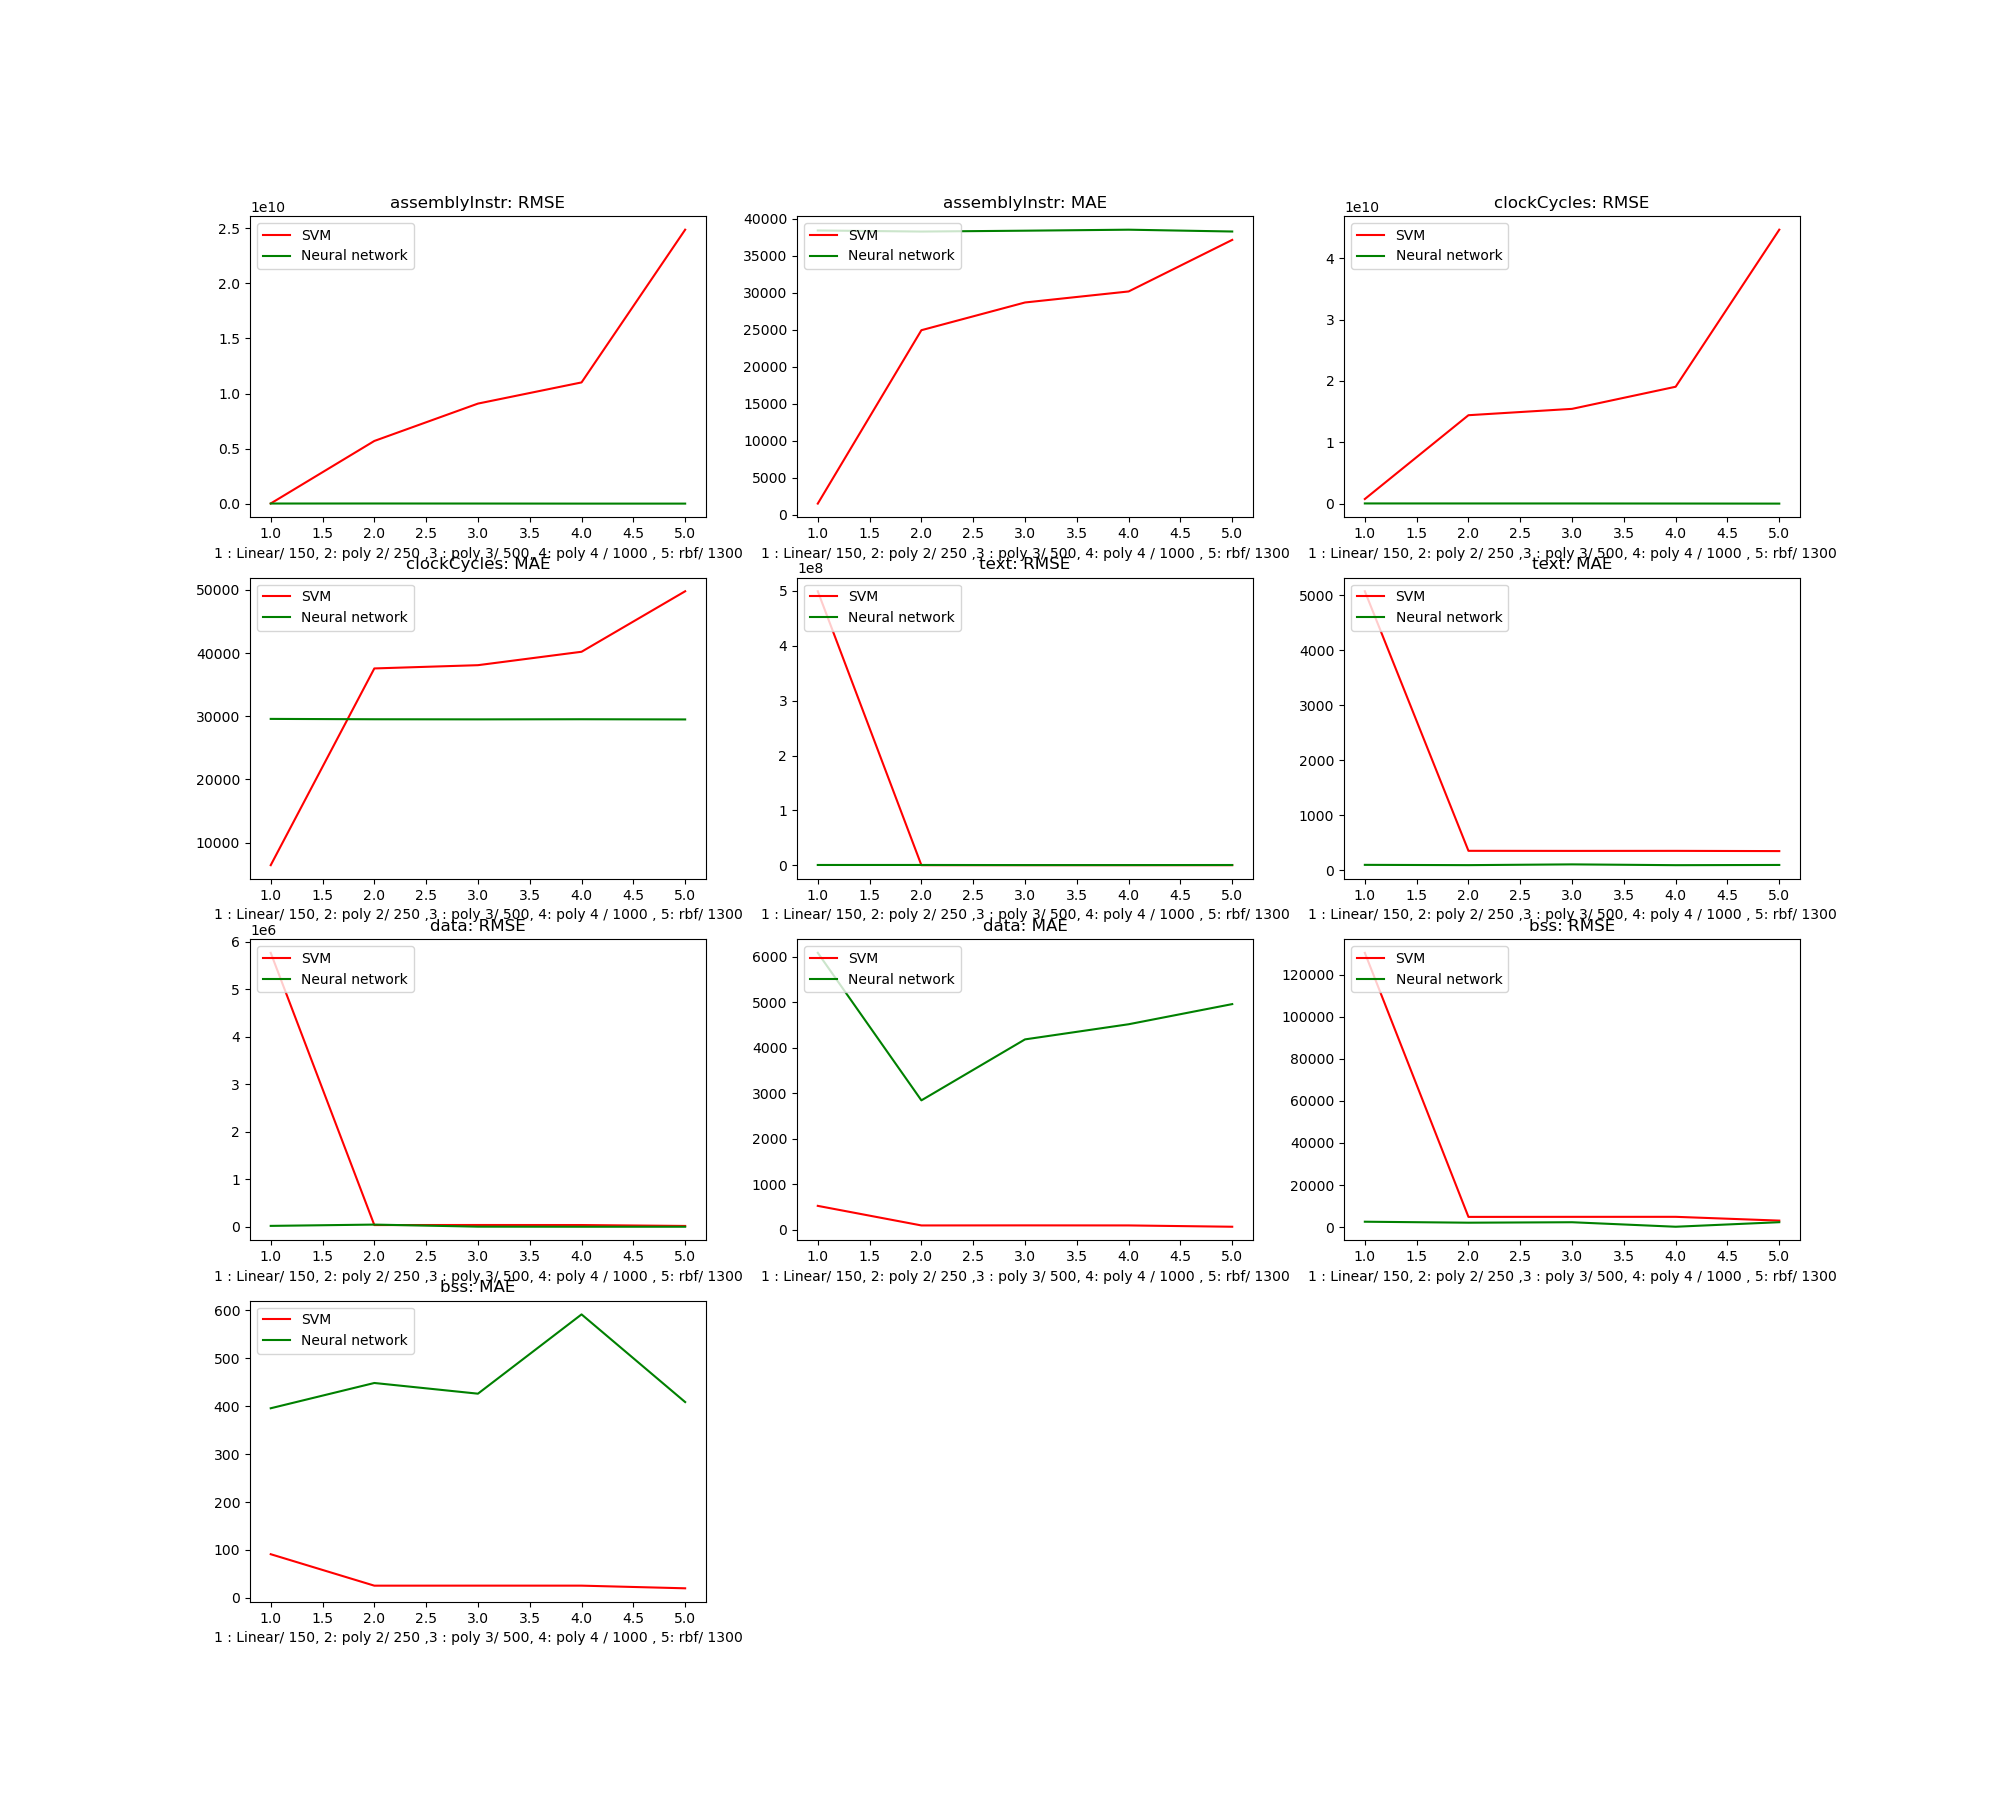 assemblyInstr: RMSE
1e10
SVM
Neural network
2.5
2.0
1.5
1.0
0.5
0.0
1.0 1.5 2.0 2.5 3.0 3.5 4.0 4.5 5.0
1 : Linear/ 150, 2: poly 2/ 250 ,3 : poly 3/ 500, 4: poly 4 / 1000 , 5: rbf/ 1300
assemblyInstr: MAE
SVM
Neural network
40000
35000
30000
25000
20000
15000
10000
5000
0
1.0 1.5 2.0 2.5 3.0 3.5 4.0 4.5 5.0
1 : Linear/ 150, 2: poly 2/ 250 ,3 : poly 3/ 500, 4: poly 4 / 1000 , 5: rbf/ 1300
clockCycles: RMSE
1e10
SVM
Neural network
4
3
2
1
0
1.0 1.5 2.0 2.5 3.0 3.5 4.0 4.5 5.0
1 : Linear/ 150, 2: poly 2/ 250 ,3 : poly 3/ 500, 4: poly 4 / 1000 , 5: rbf/ 1300
clockCycles: MAE
SVM
Neural network
50000
40000
30000
20000
10000
1.0 1.5 2.0 2.5 3.0 3.5 4.0 4.5 5.0
1 : Linear/ 150, 2: poly 2/ 250 ,3 : poly 3/ 500, 4: poly 4 / 1000 , 5: rbf/ 1300
text: RMSE
1e8
SVM
Neural network
5
4
3
2
1
0
1.0 1.5 2.0 2.5 3.0 3.5 4.0 4.5 5.0
1 : Linear/ 150, 2: poly 2/ 250 ,3 : poly 3/ 500, 4: poly 4 / 1000 , 5: rbf/ 1300
text: MAE
SVM
Neural network
5000
4000
3000
2000
1000
0
1.0 1.5 2.0 2.5 3.0 3.5 4.0 4.5 5.0
1 : Linear/ 150, 2: poly 2/ 250 ,3 : poly 3/ 500, 4: poly 4 / 1000 , 5: rbf/ 1300
data: RMSE
1e6
SVM
Neural network
6
5
4
3
2
1
0
1.0 1.5 2.0 2.5 3.0 3.5 4.0 4.5 5.0
1 : Linear/ 150, 2: poly 2/ 250 ,3 : poly 3/ 500, 4: poly 4 / 1000 , 5: rbf/ 1300
data: MAE
SVM
Neural network
6000
5000
4000
3000
2000
1000
0
1.0 1.5 2.0 2.5 3.0 3.5 4.0 4.5 5.0
1 : Linear/ 150, 2: poly 2/ 250 ,3 : poly 3/ 500, 4: poly 4 / 1000 , 5: rbf/ 1300
bss: RMSE
SVM
Neural network
120000
100000
80000
60000
40000
20000
0
1.0 1.5 2.0 2.5 3.0 3.5 4.0 4.5 5.0
1 : Linear/ 150, 2: poly 2/ 250 ,3 : poly 3/ 500, 4: poly 4 / 1000 , 5: rbf/ 1300
bss: MAE
SVM
Neural network
600
500
400
300
200
100
0
1.0 1.5 2.0 2.5 3.0 3.5 4.0 4.5 5.0
1 : Linear/ 150, 2: poly 2/ 250 ,3 : poly 3/ 500, 4: poly 4 / 1000 , 5: rbf/ 1300